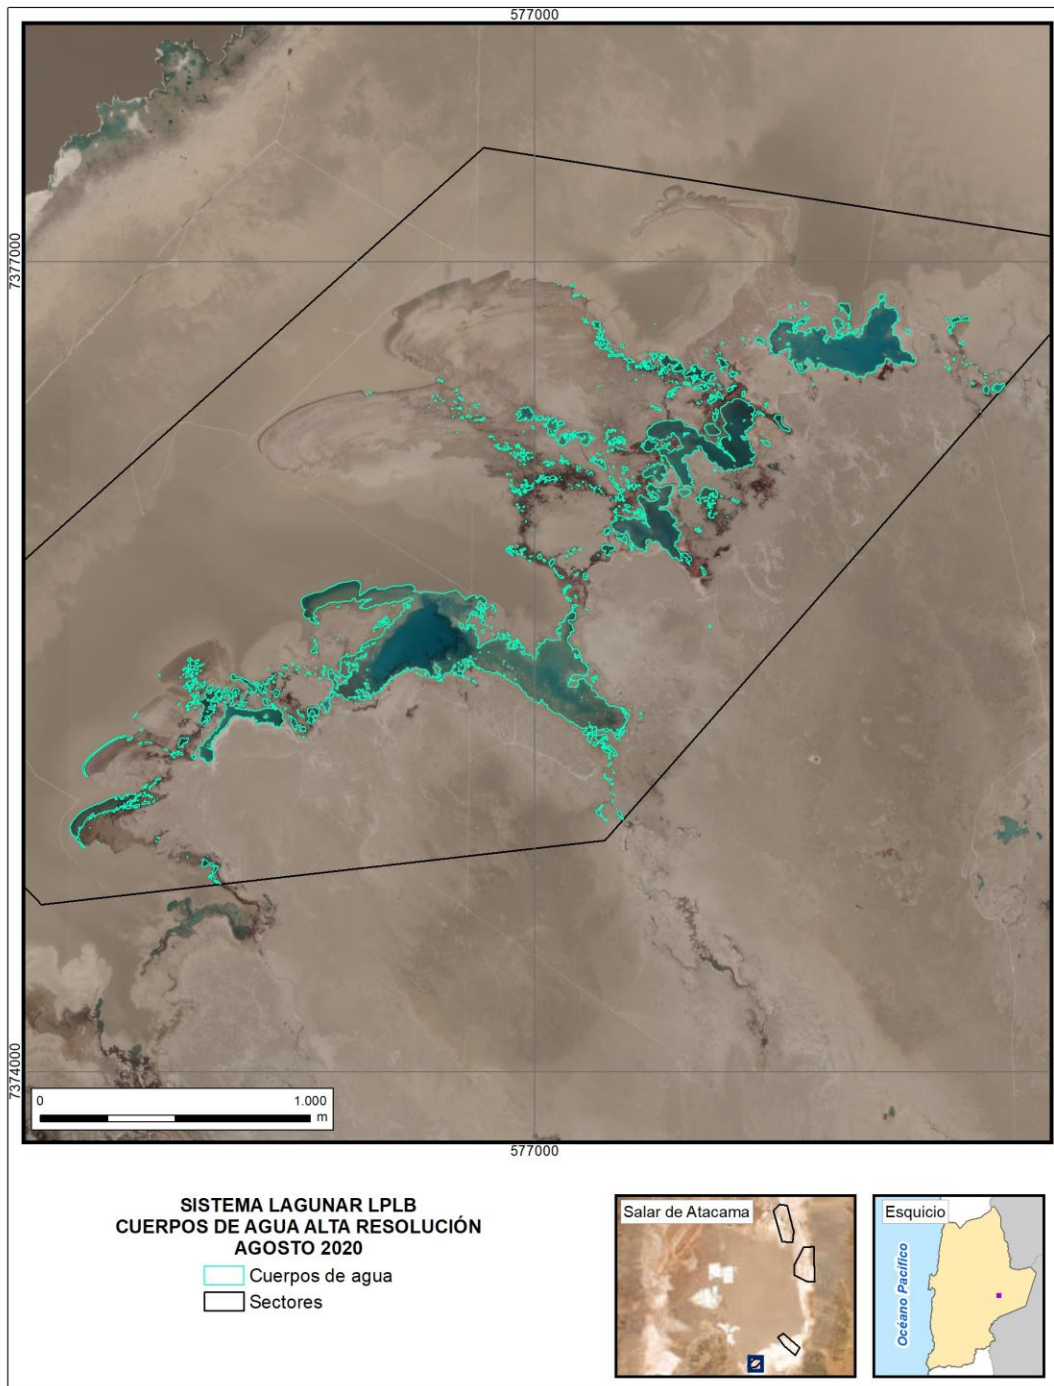 577000
7377000
7374000
0 1.000
m
577000
SISTEMA LAGUNAR LPLB
CUERPOS DE AGUA ALTA RESOLUCIÓN
AGOSTO 2020
Cuerpos de agua
Sectores
Salar de Atacama
Esquicio
Océano Pacífico